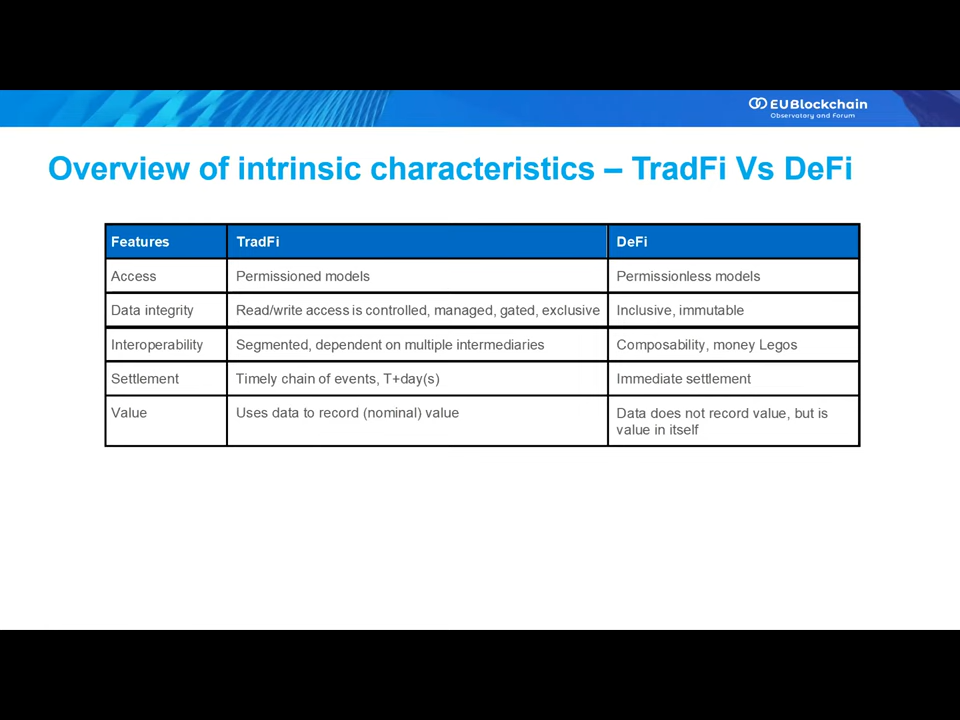 EUBlockchain
Observatory and Forum
Overview of intrinsic characteristics – TradFi Vs DeFi
Features TradFi DeFi
Access Permissioned models Permissionless models
Data integrity Read/write access is controlled, managed, gated, exclusive Inclusive, immutable
Interoperability Segmented, dependent on multiple intermediaries Composability, money Legos
Settlement Timely chain of events, T+day(s) Immediate settlement
Value Uses data to record (nominal) value Data does not record value, but is
value in itself